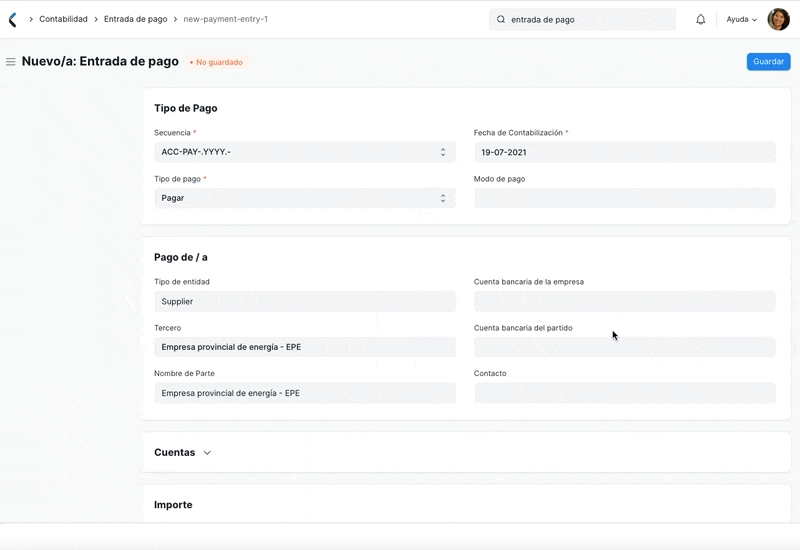 Contabilidad > Entrada de pago > new-payment-entry-1
entrada de pago
Ayuda
Nuevo/a: Entrada de pago
• No guardado
Guardar
Tipo de Pago
Secuencia *
Fecha de Contabilización *
ACC-PAY-.YYYY.-
19-07-2021
Tipo de pago *
Modo de pago
Pagar
Pago de / a
Tipo de entidad
Cuenta bancaria de la empresa
Supplier
Tercero
Cuenta bancaria del partido
Empresa provincial de energía - EPE
Nombre de Parte
Contacto
Empresa provincial de energía - EPE
Cuentas
Importe